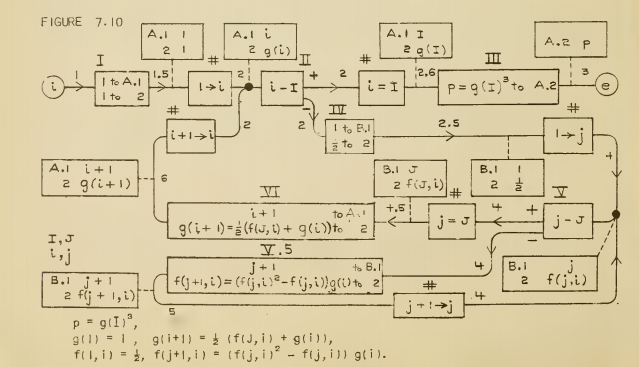 FIGURE 7.10
A.1 1
2 1
#
A.1 i
2 g(i)
#
A.1 I
2 g(I)
A.2 p
I
II
III
i
1
1 to A.1
1 to 2
1.5
1→i
2
i-I
+
2
i=I
2.6
p=g(I)³ to A.2
3
e
−
2
#
i+1→i
2
IV
1 to B.1
½ to 2
2.5
#
1→j
4
A.1 i+1
2 g(i+1)
6
B.1 J
2 f(J,i)
B.1 1
2 ½
VI
#
V
i+1 to A.1
g(i+1)=½(f(J,i)+g(i)) to 2
4.5
j=J
4
+
j-J
−
V.5
4
I,J
i,j
B.1 j+1
2 f(j+1,i)
j+1 to B.1
f(j+1,i)=(f(j,i)²-f(j,i))g(i) to 2
B.1 j
2 f(j,i)
5
#
j+1→j
4
p = g(I)³,
g(1) = 1, g(i+1) = ½ (f(J,i) + g(i)),
f(1,i) = ½, f(j+1,i) = (f(j,i)² - f(j,i)) g(i).